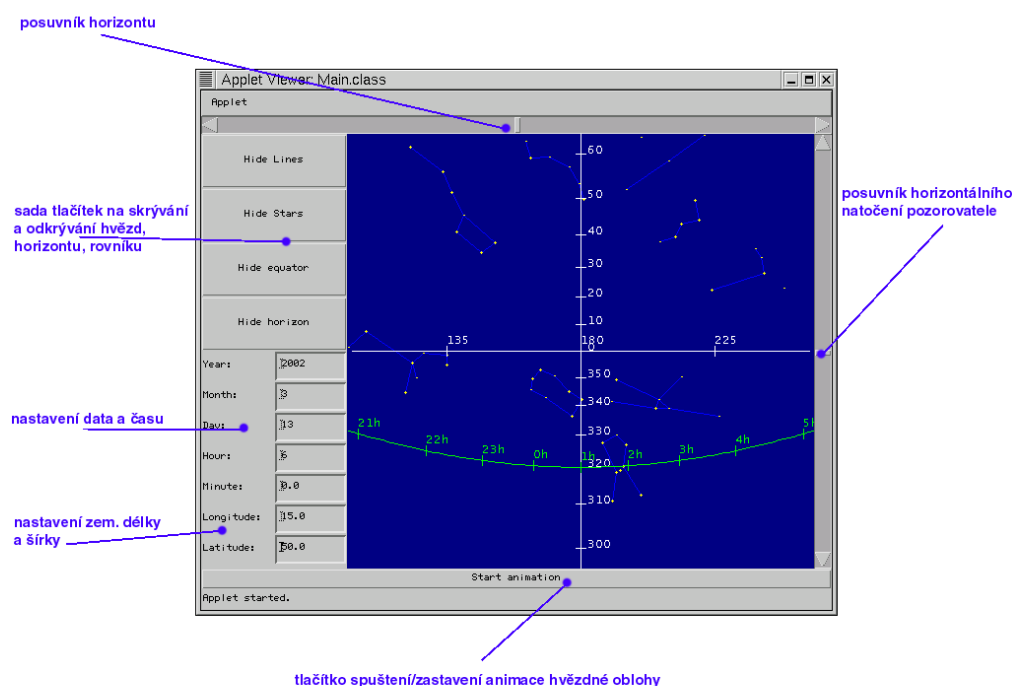 posuvník horizontu
Applet Viewer: Main.class
Applet
Hide Lines
Hide Stars
Hide equator
Hide horizon
sada tlačítek na skrývání
a odkrývání hvězd,
horizontu, rovníku
posuvník horizontálního
natočení pozorovatele
60
50
40
30
20
10
135 180 225
0
350
340
330
320
310
300
21h 22h 23h 0h 1h 2h 3h 4h 5h
Year: 2002
Month: 3
Day: 13
Hour: 6
Minute: 0.0
Longitude: 15.0
Latitude: 50.0
nastavení data a času
nastavení zem. délky
a šírky
Start animation
Applet started.
tlačítko spuštění/zastavení animace hvězdné oblohy